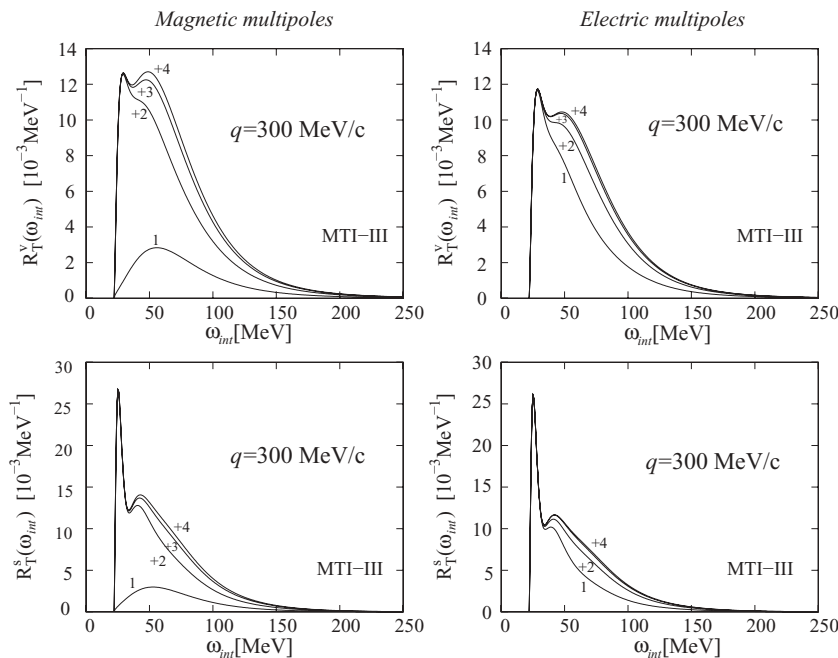 Magnetic multipoles
Electric multipoles
R_T^v(ω_int) [10^−3 MeV^−1]
14
12
10
8
6
4
2
0
+4
+3
+2
1
q=300 MeV/c
MTI−III
0 50 100 150 200 250
ω_int[MeV]
R_T^v(ω_int) [10^−3 MeV^−1]
14
12
10
8
6
4
2
0
+4
+3
+2
1
q=300 MeV/c
MTI−III
0 50 100 150 200 250
ω_int[MeV]
R_T^s(ω_int) [10^−3 MeV^−1]
30
25
20
15
10
5
0
q=300 MeV/c
+4
+3
+2
1
MTI−III
0 50 100 150 200 250
ω_int[MeV]
R_T^s(ω_int) [10^−3 MeV^−1]
30
25
20
15
10
5
0
q=300 MeV/c
+4
+2
1
MTI−III
0 50 100 150 200 250
ω_int[MeV]